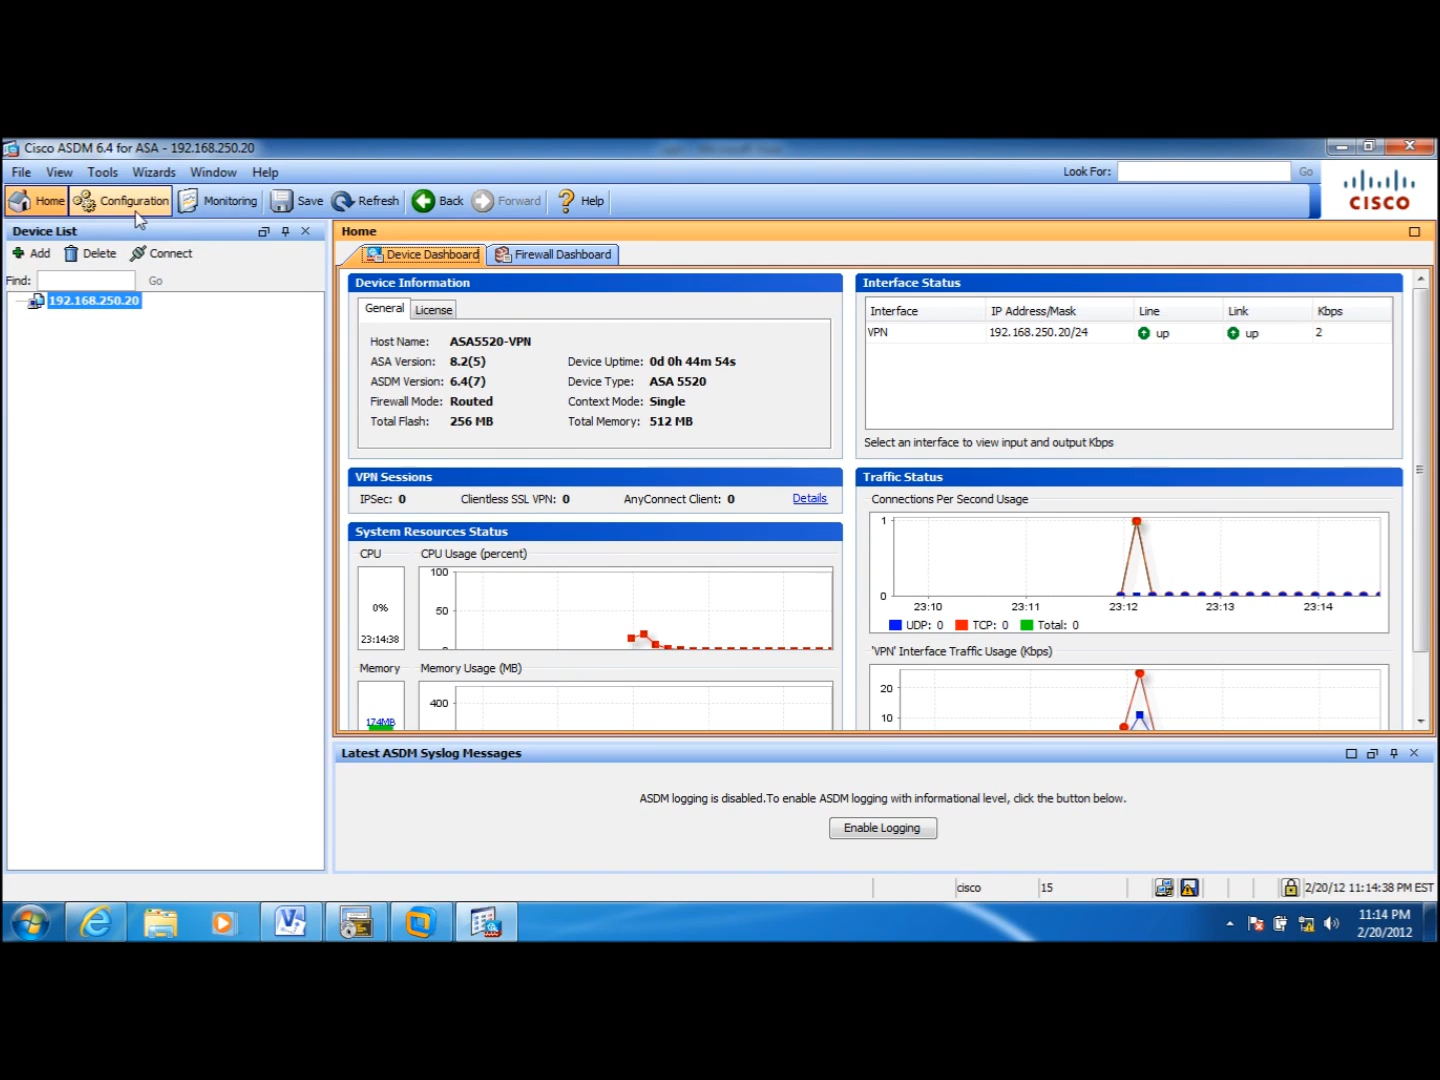 Cisco ASDM 6.4 for ASA - 192.168.250.20
File View Tools Wizards Window Help Look For: Go
Home Configuration Monitoring Save Refresh Back Forward Help
CISCO
Device List
Add Delete Connect
Find: Go
192.168.250.20
Home
Device Dashboard Firewall Dashboard
Device Information
General License
Host Name: ASA5520-VPN
ASA Version: 8.2(5) Device Uptime: 0d 0h 44m 54s
ASDM Version: 6.4(7) Device Type: ASA 5520
Firewall Mode: Routed Context Mode: Single
Total Flash: 256 MB Total Memory: 512 MB
Interface Status
Interface IP Address/Mask Line Link Kbps
VPN 192.168.250.20/24 up up 2
Select an interface to view input and output Kbps
VPN Sessions
IPSec: 0 Clientless SSL VPN: 0 AnyConnect Client: 0 Details
System Resources Status
CPU CPU Usage (percent)
100
50
0%
23:14:38
Memory Memory Usage (MB)
400
174MB
Traffic Status
Connections Per Second Usage
1
0
23:10 23:11 23:12 23:13 23:14
UDP: 0 TCP: 0 Total: 0
'VPN' Interface Traffic Usage (Kbps)
20
10
Latest ASDM Syslog Messages
ASDM logging is disabled.To enable ASDM logging with informational level, click the button below.
Enable Logging
cisco 15 2/20/12 11:14:38 PM EST
11:14 PM
2/20/2012